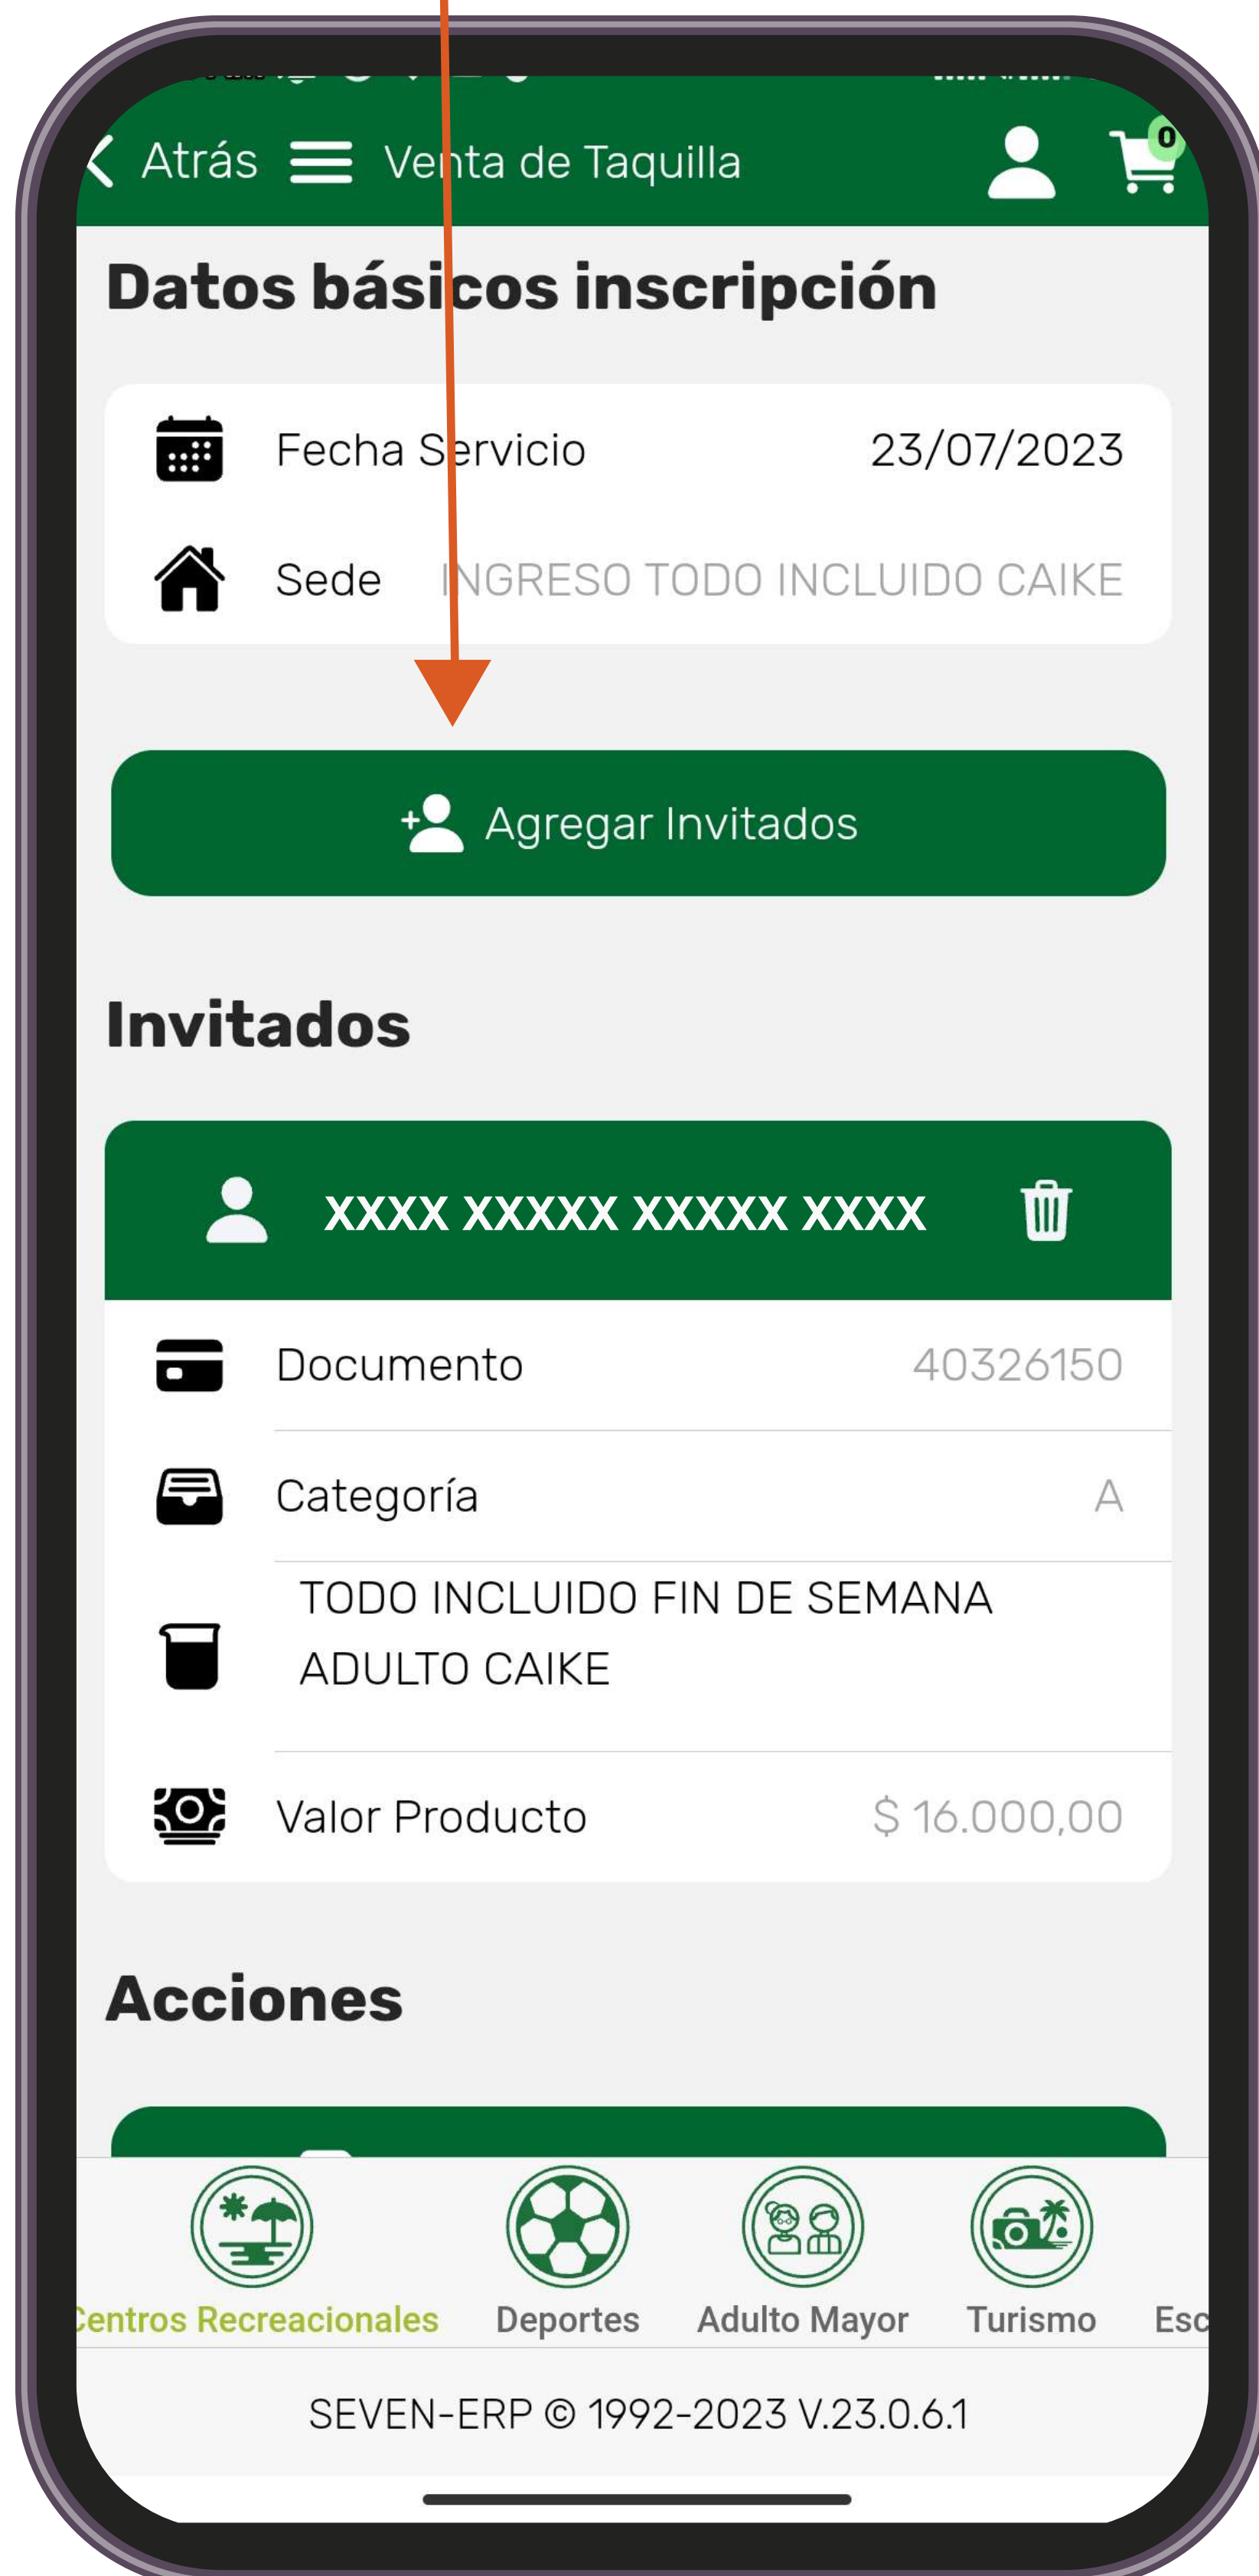 Atrás Venta de Taquilla 0
Datos básicos inscripción
Fecha Servicio 23/07/2023
Sede INGRESO TODO INCLUIDO CAIKE
Agregar Invitados
Invitados
XXXX XXXXX XXXXX XXXX
Documento 40326150
Categoría A
TODO INCLUIDO FIN DE SEMANA
ADULTO CAIKE
Valor Producto $ 16.000,00
Acciones
Centros Recreacionales Deportes Adulto Mayor Turismo Esc
SEVEN-ERP © 1992-2023 V.23.0.6.1